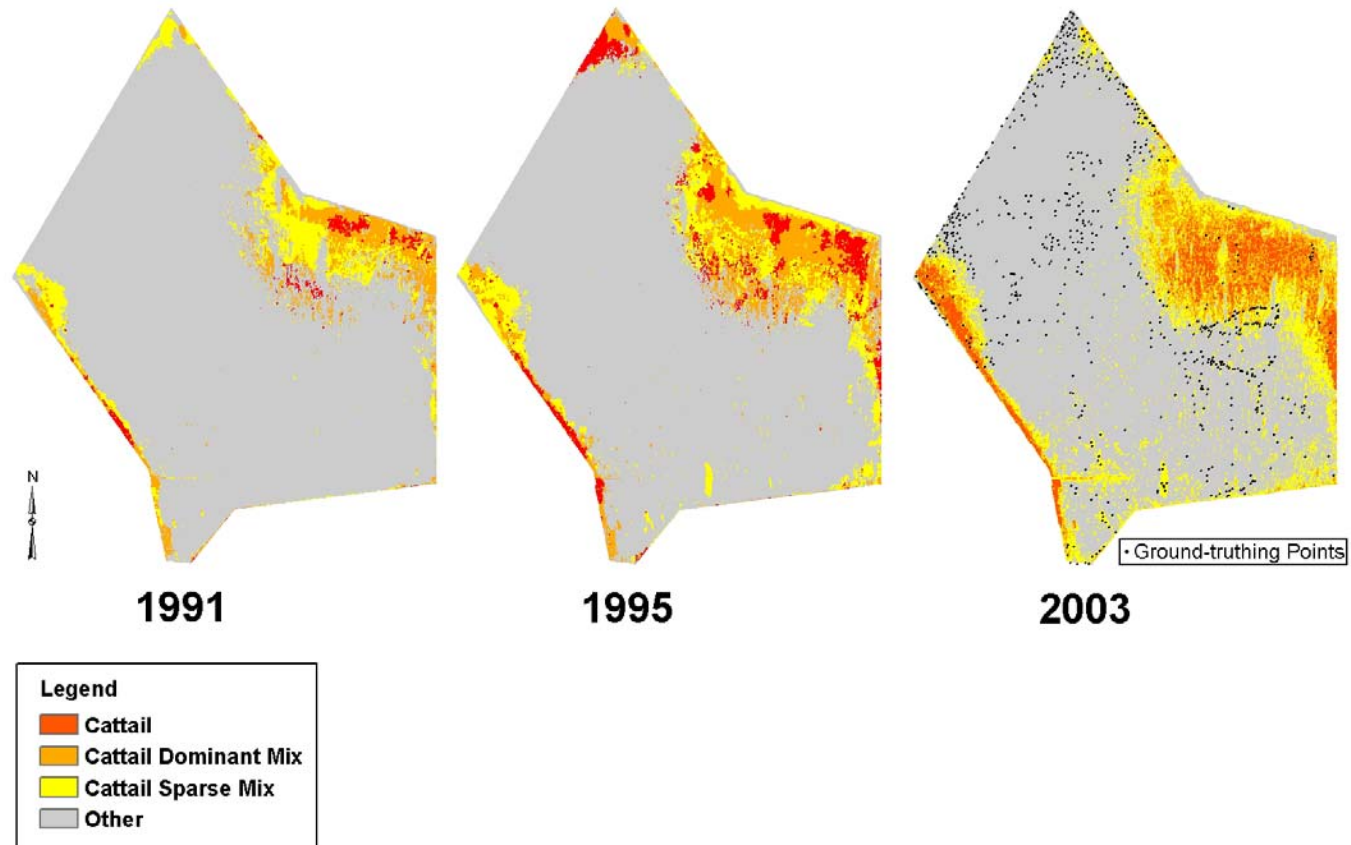 N
• Ground-truthing Points
1991
1995
2003
Legend
Cattail
Cattail Dominant Mix
Cattail Sparse Mix
Other